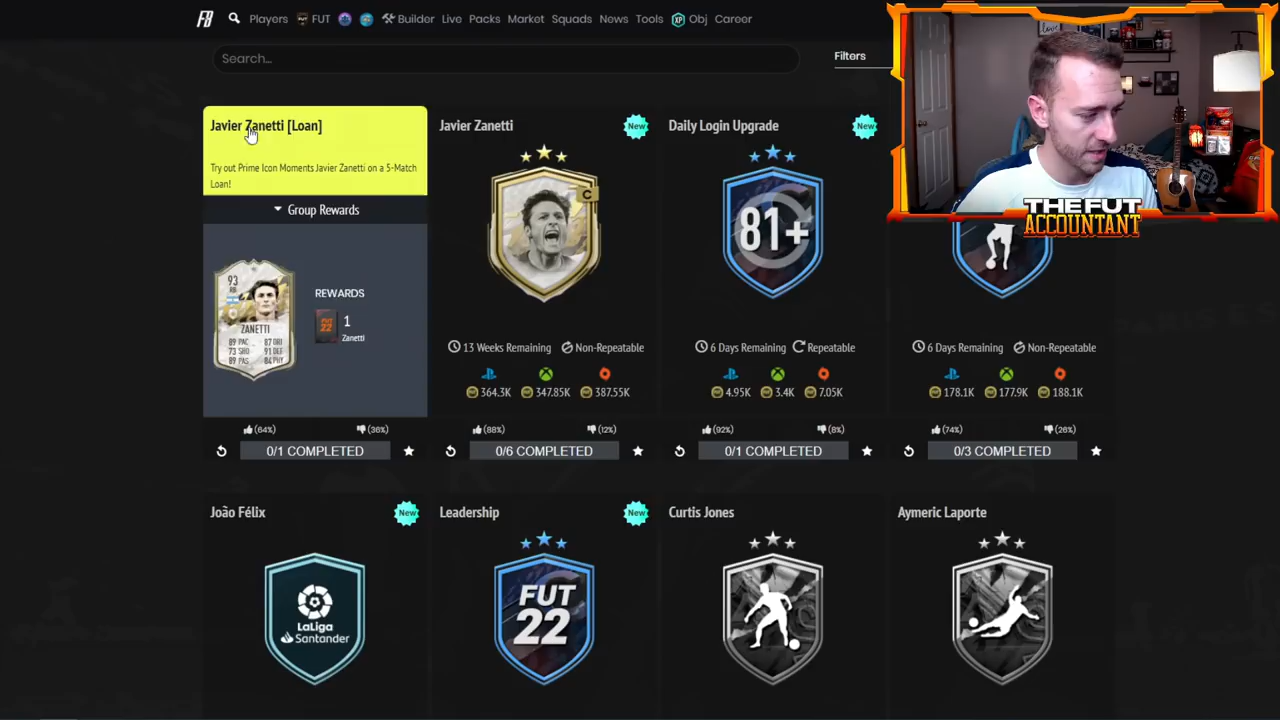 FB Players FUT Builder Live Packs Market Squads News Tools XP Obj Career
Search...
Filters
Javier Zanetti [Loan]
Try out Prime Icon Moments Javier Zanetti on a 5-Match
Loan!
Group Rewards
93
RB
ZANETTI
89 PAC 87 DRI
73 SHO 91 DEF
89 PAS 84 PHY
REWARDS
FUT
22
1
Zanetti
(64%) (36%)
0/1 COMPLETED
Javier Zanetti
New
C
13 Weeks Remaining Non-Repeatable
364.3K 347.85K 387.55K
(88%) (12%)
0/6 COMPLETED
Daily Login Upgrade
New
81+
6 Days Remaining Repeatable
4.95K 3.4K 7.05K
(92%) (8%)
0/1 COMPLETED
6 Days Remaining Non-Repeatable
178.1K 177.9K 188.1K
(74%) (26%)
0/3 COMPLETED
THE FUT
ACCOUNTANT
João Félix
New
LaLiga
Santander
Leadership
New
FUT
22
Curtis Jones
Aymeric Laporte